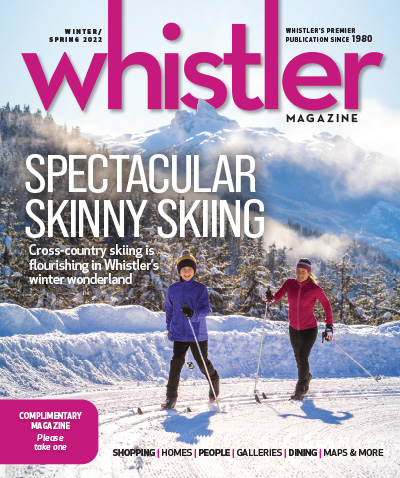 WINTER/
SPRING 2022
WHISTLER'S PREMIER
PUBLICATION SINCE 1980
whistler
MAGAZINE
SPECTACULAR
SKINNY SKIING
Cross-country skiing is
flourishing in Whistler's
winter wonderland
COMPLIMENTARY
MAGAZINE
Please
take one
SHOPPING | HOMES | PEOPLE | GALLERIES | DINING | MAPS & MORE